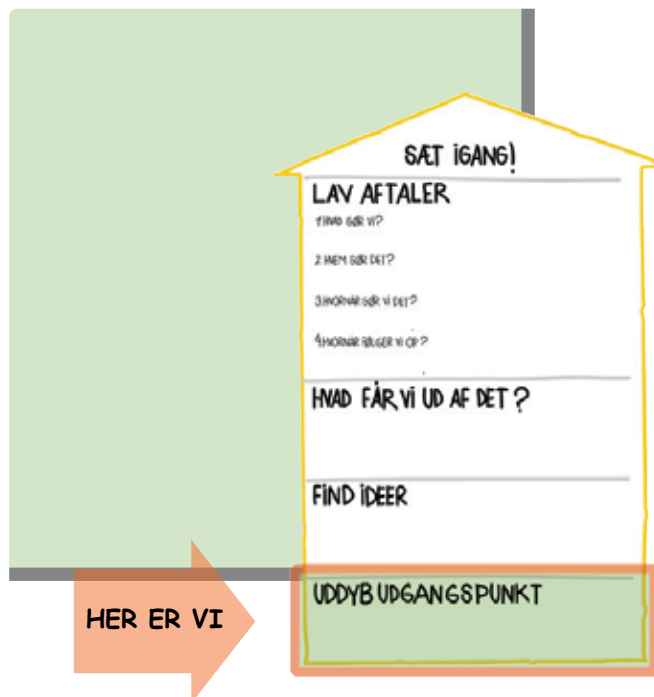 SÆT IGANG!
LAV AFTALER
1 HVAD GØR VI?
2. HVEM GØR DET?
3. HVORNÅR GØR VI DET?
4 HVORNÅR FØLGER VI OP?
HVAD FÅR VI UD AF DET?
FIND IDEER
HER ER VI
UDDYB UDGANGSPUNKT